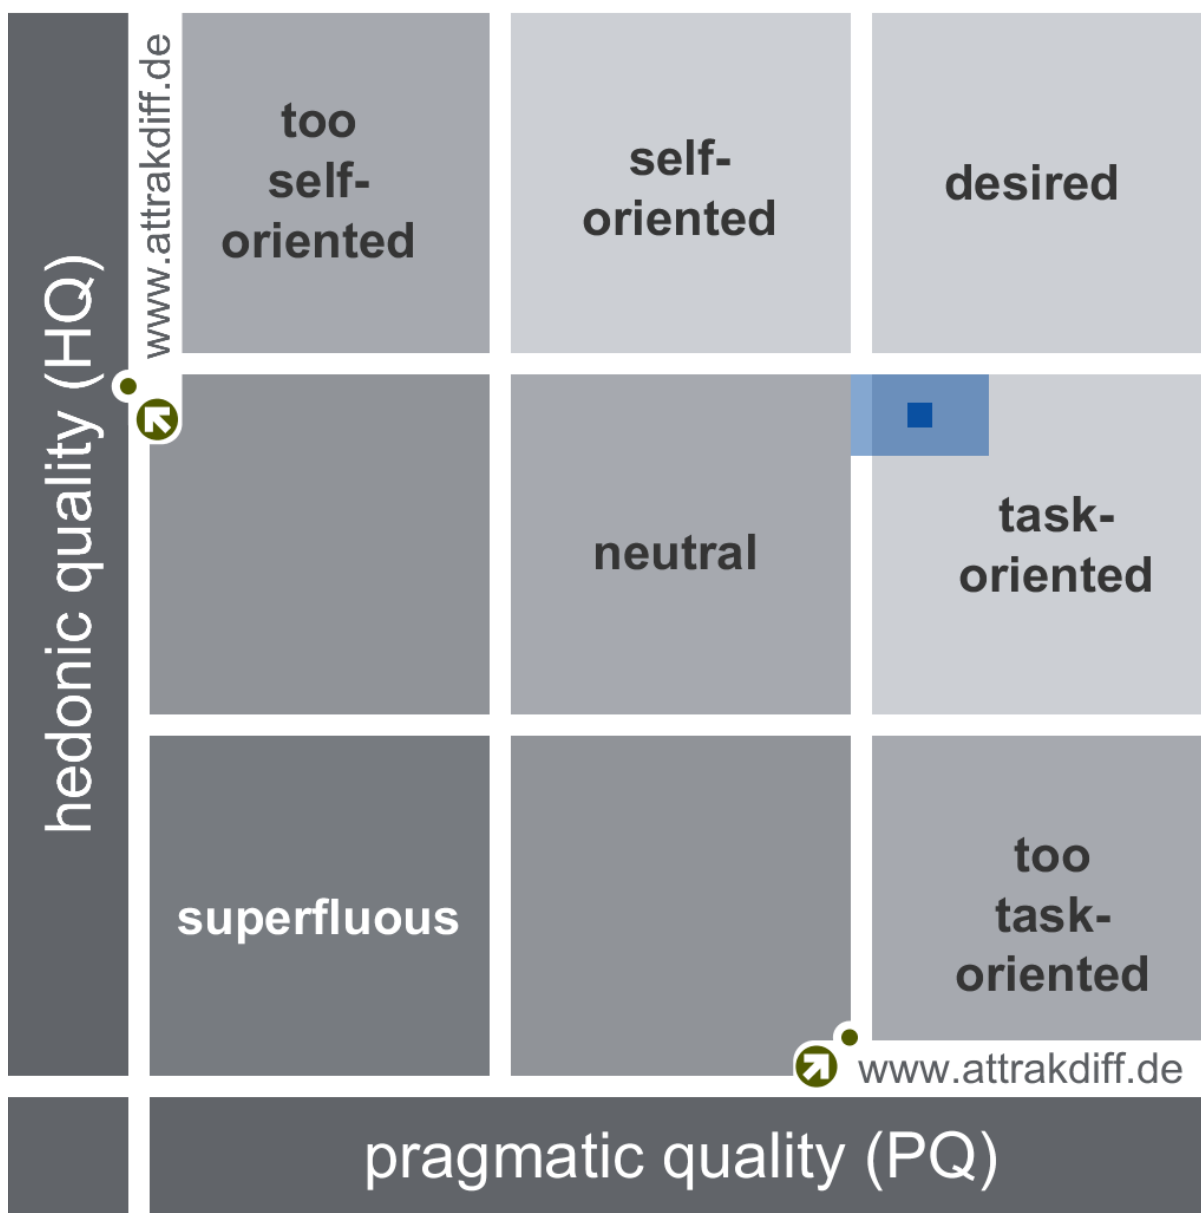 www.attrakdiff.de
too
self-
oriented
self-
oriented
desired
hedonic quality (HQ)
neutral
task-
oriented
superfluous
too
task-
oriented
www.attrakdiff.de
pragmatic quality (PQ)